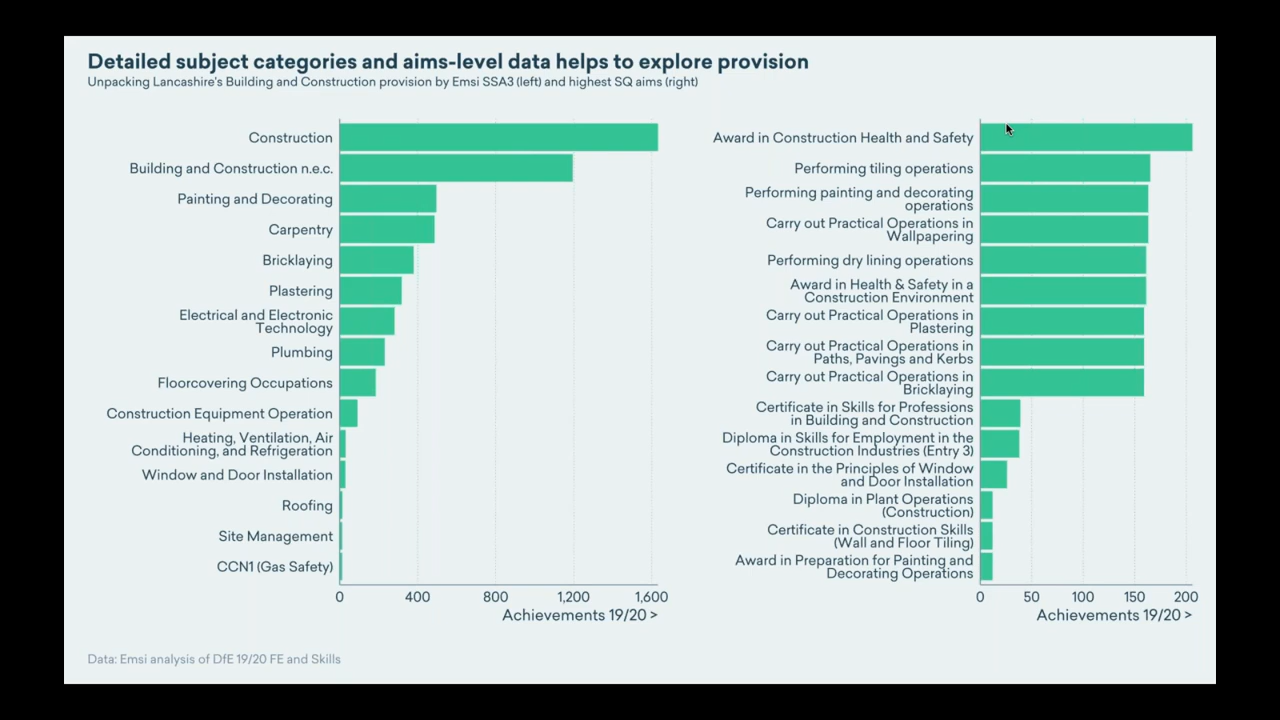 Detailed subject categories and aims-level data helps to explore provision
Unpacking Lancashire's Building and Construction provision by Emsi SSA3 (left) and highest SQ aims (right)
Construction
Building and Construction n.e.c.
Painting and Decorating
Carpentry
Bricklaying
Plastering
Electrical and Electronic
Technology
Plumbing
Floorcovering Occupations
Construction Equipment Operation
Heating, Ventilation, Air
Conditioning, and Refrigeration
Window and Door Installation
Roofing
Site Management
CCN1 (Gas Safety)
0 400 800 1,200 1,600
Achievements 19/20 >
Award in Construction Health and Safety
Performing tiling operations
Performing painting and decorating
operations
Carry out Practical Operations in
Wallpapering
Performing dry lining operations
Award in Health & Safety in a
Construction Environment
Carry out Practical Operations in
Plastering
Carry out Practical Operations in
Paths, Pavings and Kerbs
Carry out Practical Operations in
Bricklaying
Certificate in Skills for Professions
in Building and Construction
Diploma in Skills for Employment in the
Construction Industries (Entry 3)
Certificate in the Principles of Window
and Door Installation
Diploma in Plant Operations
(Construction)
Certificate in Construction Skills
(Wall and Floor Tiling)
Award in Preparation for Painting and
Decorating Operations
0 50 100 150 200
Achievements 19/20 >
Data: Emsi analysis of DfE 19/20 FE and Skills